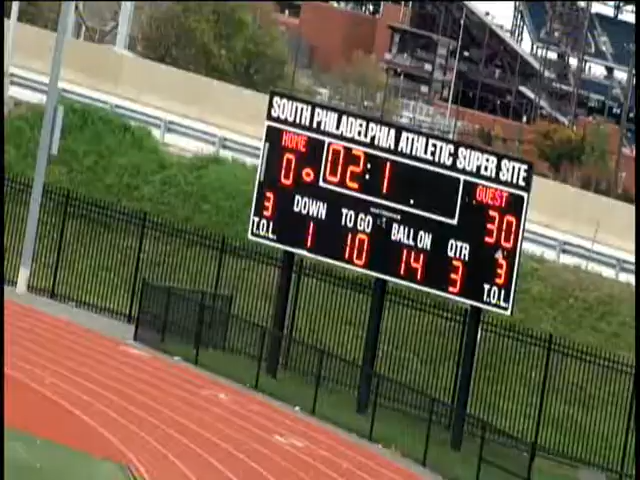 SOUTH PHILADELPHIA ATHLETIC SUPER SITE
HOME 02:1 GUEST
0 30
DOWN TO GO BALL ON QTR
3 1 10 14 3 3
T.O.L. T.O.L.